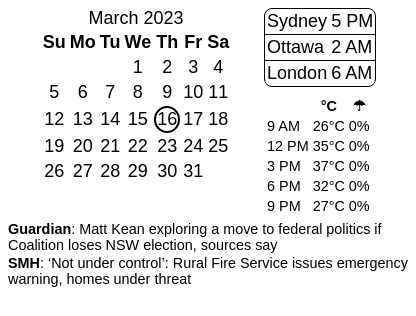 March 2023
Su Mo Tu We Th Fr Sa
1 2 3 4
5 6 7 8 9 10 11
12 13 14 15 16 17 18
19 20 21 22 23 24 25
26 27 28 29 30 31
Sydney 5 PM
Ottawa 2 AM
London 6 AM
°C ☂
9 AM 26°C 0%
12 PM 35°C 0%
3 PM 37°C 0%
6 PM 32°C 0%
9 PM 27°C 0%
Guardian: Matt Kean exploring a move to federal politics if
Coalition loses NSW election, sources say
SMH: ‘Not under control’: Rural Fire Service issues emergency
warning, homes under threat